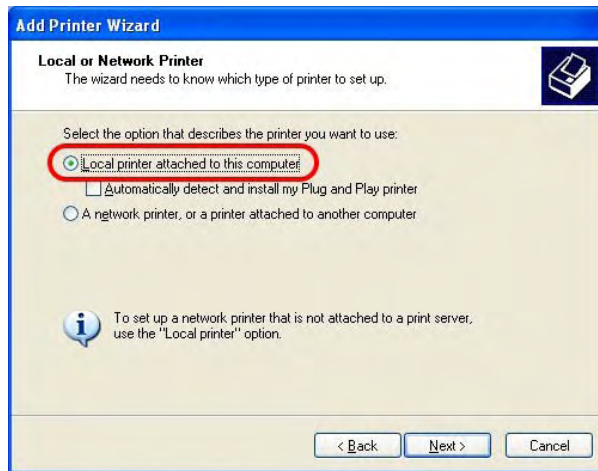 Add Printer Wizard
Local or Network Printer
The wizard needs to know which type of printer to set up.
Select the option that describes the printer you want to use:
Local printer attached to this computer
Automatically detect and install my Plug and Play printer
A network printer, or a printer attached to another computer
To set up a network printer that is not attached to a print server,
use the "Local printer" option.
< Back Next > Cancel